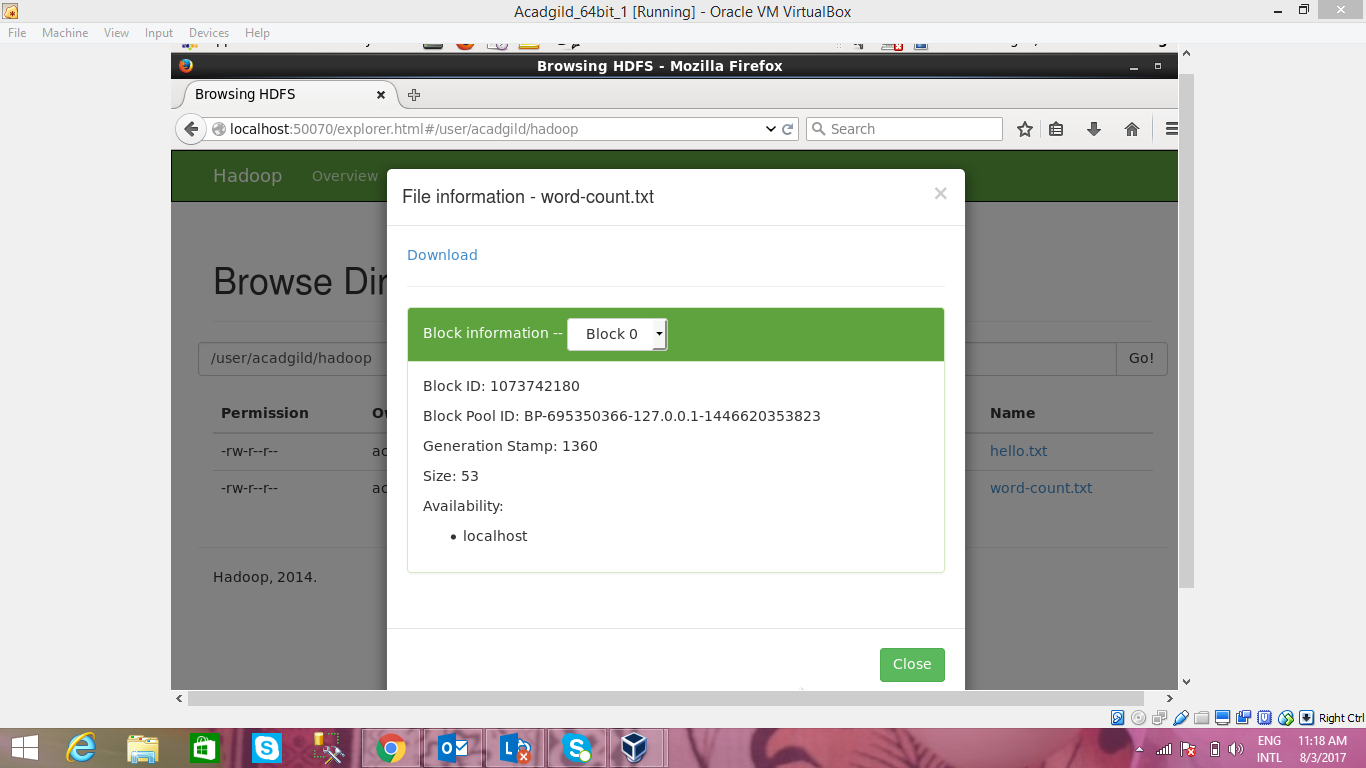 Acadgild_64bit_1 [Running] - Oracle VM VirtualBox
File Machine View Input Devices Help
Browsing HDFS - Mozilla Firefox
Browsing HDFS
localhost:50070/explorer.html#/user/acadgild/hadoop
Search
Hadoop Overview
File information - word-count.txt
×
Download
Browse Dir
Block information -- Block 0
/user/acadgild/hadoop
Go!
Block ID: 1073742180
Permission
Name
Block Pool ID: BP-695350366-127.0.0.1-1446620353823
-rw-r--r--
hello.txt
Generation Stamp: 1360
Size: 53
-rw-r--r--
word-count.txt
Availability:
• localhost
Hadoop, 2014.
Close
Right Ctrl
ENG 11:18 AM
INTL 8/3/2017